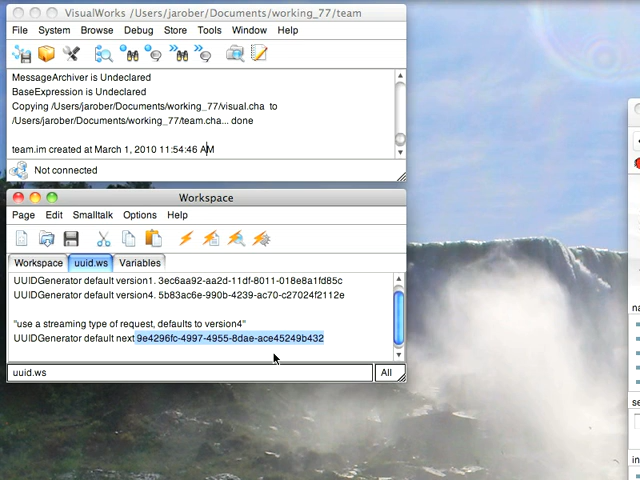 VisualWorks /Users/jarober/Documents/working_77/team
File System Browse Debug Store Tools Window Help
MessageArchiver is Undeclared
BaseExpression is Undeclared
Copying /Users/jarober/Documents/working_77/visual.cha to
/Users/jarober/Documents/working_77/team.cha... done
team.im created at March 1, 2010 11:54:46 AM
Not connected
Workspace
Page Edit Smalltalk Options Help
Workspace uuid.ws Variables
UUIDGenerator default version1. 3ec6aa92-aa2d-11df-8011-018e8a1fd85c
UUIDGenerator default version4. 5b83ac6e-990b-4239-ac70-c27024f2112e
"use a streaming type of request, defaults to version4"
UUIDGenerator default next 9e4296fc-4997-4955-8dae-ace45249b432
uuid.ws All
na
se
in